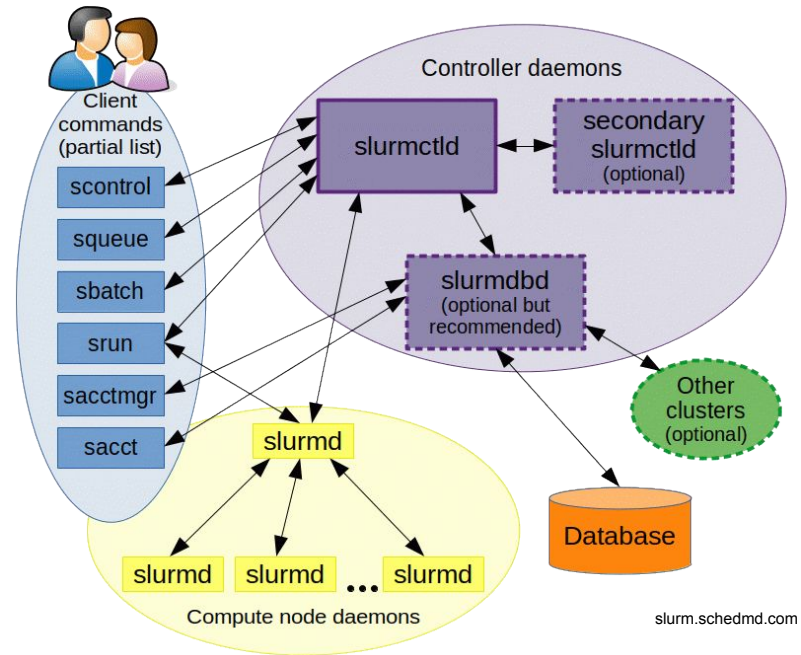 Client
commands
(partial list)
scontrol
squeue
sbatch
srun
sacctmgr
sacct
Controller daemons
slurmctld
secondary
slurmctld
(optional)
slurmdbd
(optional but
recommended)
Other
clusters
(optional)
Database
slurmd
slurmd
slurmd
...
slurmd
Compute node daemons
slurm.schedmd.com